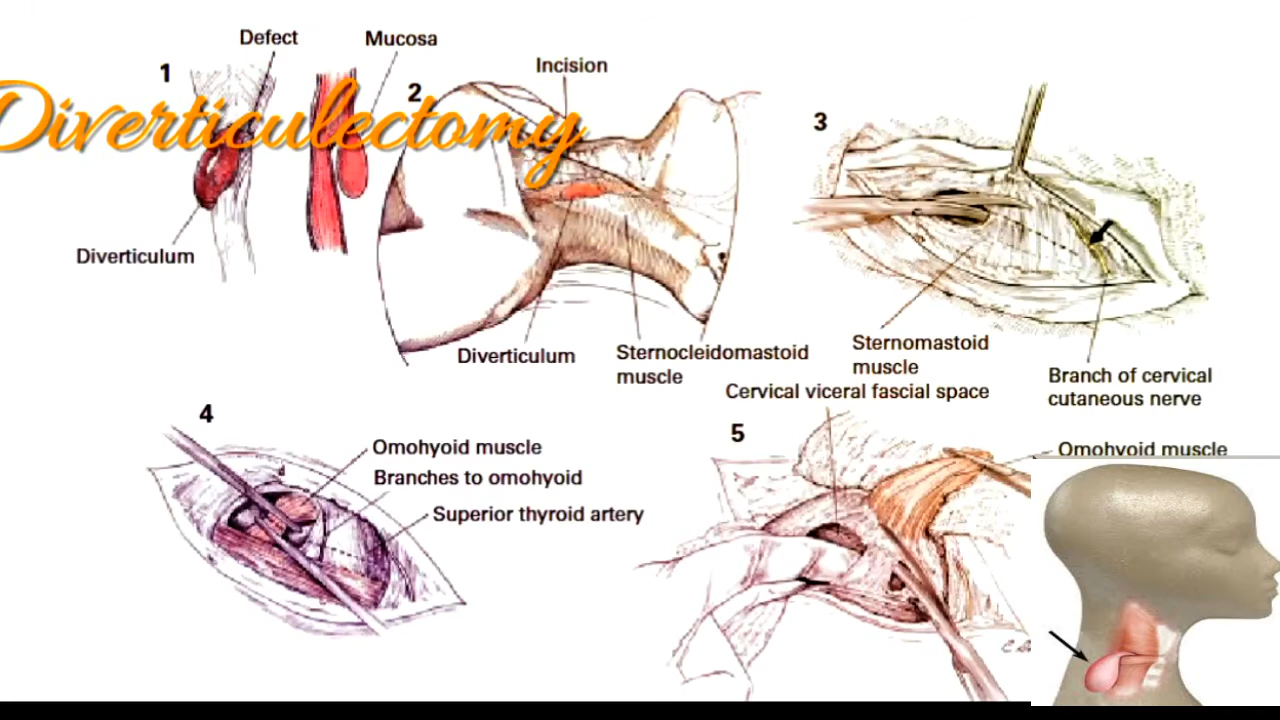 Defect
Mucosa
1
Diverticulectomy
2
Incision
3
Diverticulum
Diverticulum
Sternocleidomastoid
muscle
Sternomastoid
muscle
Branch of cervical
cutaneous nerve
Cervical viceral fascial space
4
Omohyoid muscle
Branches to omohyoid
Superior thyroid artery
5
Omohyoid muscle